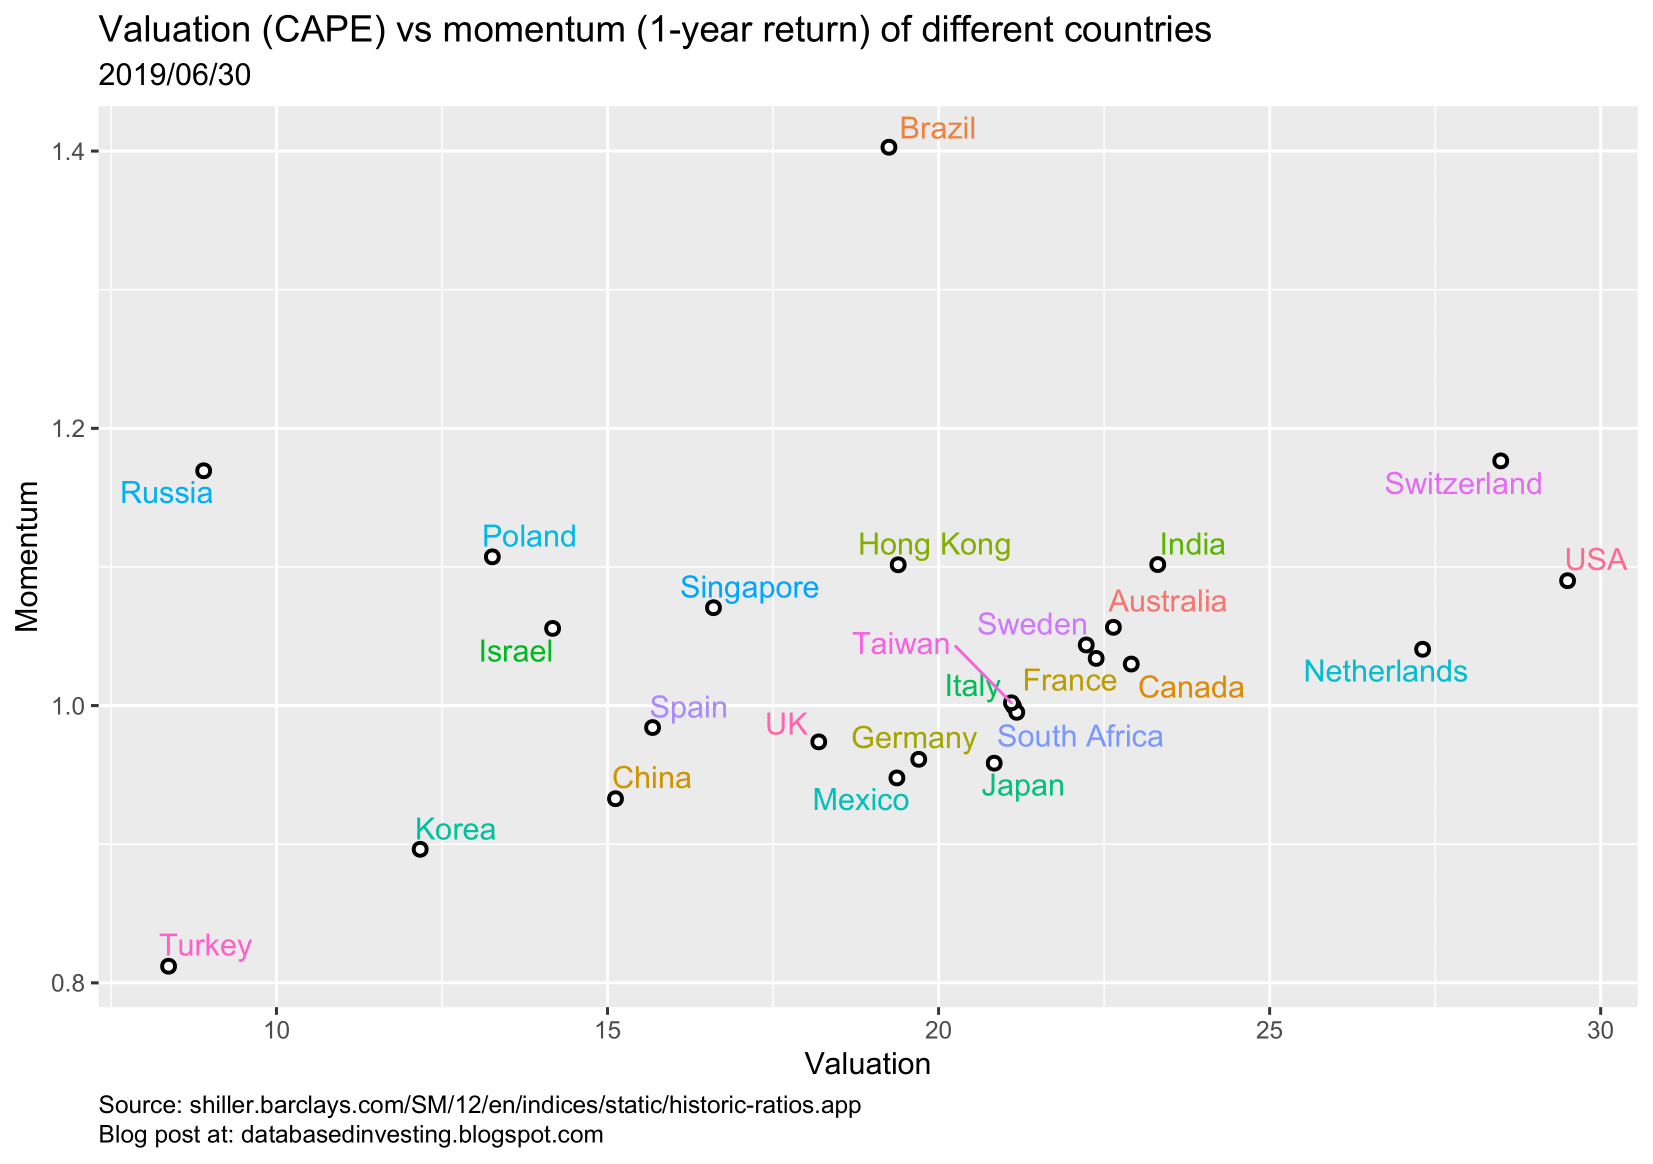 Valuation (CAPE) vs momentum (1-year return) of different countries
2019/06/30
Brazil
1.4
1.2
Russia
Switzerland
Poland
Hong Kong
India
USA
Singapore
Australia
Sweden
Taiwan
Israel
Netherlands
Italy
France
Canada
1.0
Spain
UK
Germany
South Africa
China
Japan
Mexico
Korea
Turkey
0.8
Momentum
10
15
20
25
30
Valuation
Source: shiller.barclays.com/SM/12/en/indices/static/historic-ratios.app
Blog post at: databasedinvesting.blogspot.com